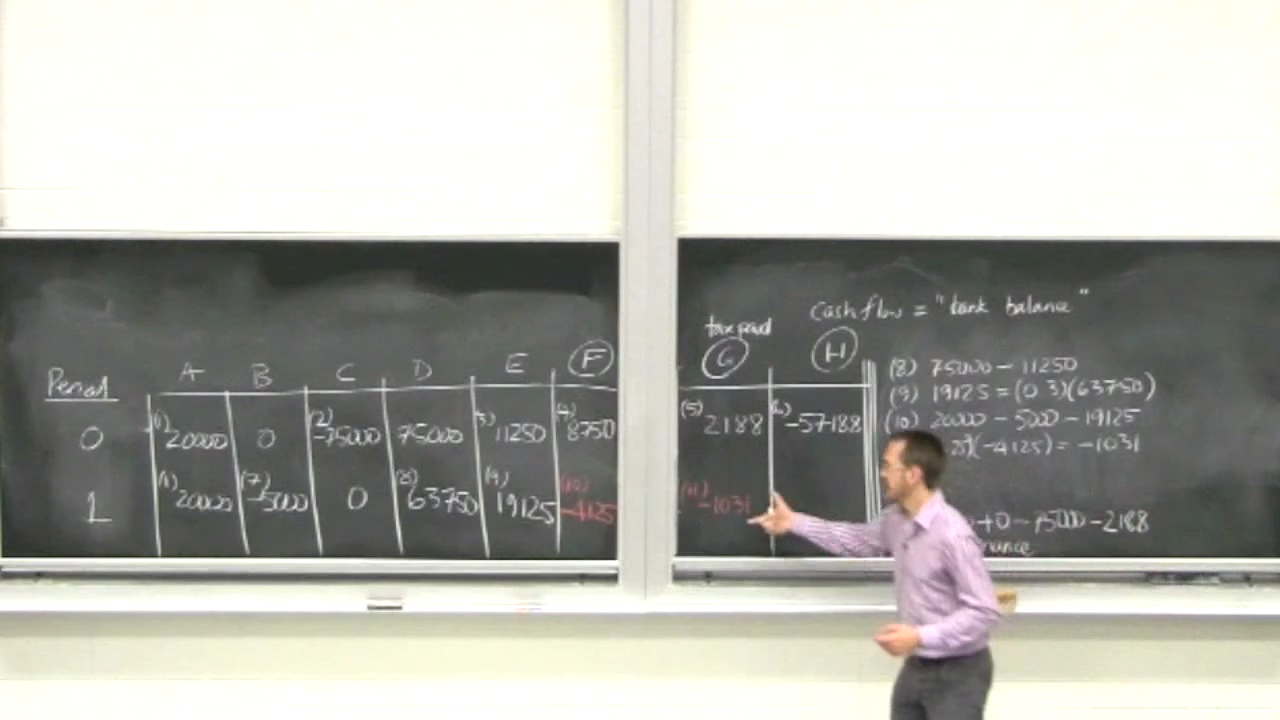 cash flow = "bank balance"
tax paid
Period A B C D E F G H
0 (1) 20000 0 (2) -75000 75000 (3) 11250 (4) 8750 (5) 2188 (6) -57188
1 (1) 20000 (7) -5000 0 (8) 63750 (9) 19125 (10) -4125 (11) -1031
(8) 75000 - 11250
(9) 19125 = (0.3)(63750)
(10) 20000 - 5000 - 19125
)(-4125) = -1031
+0 - 75000 - 2188